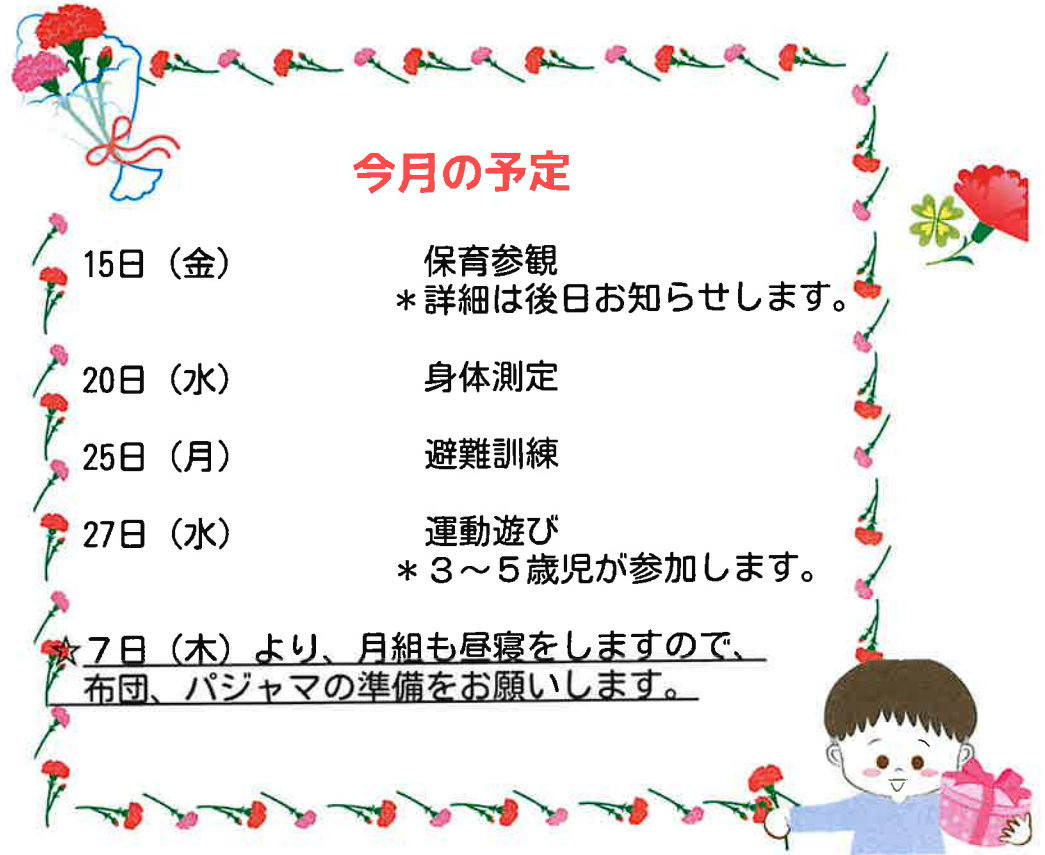 今月の予定
15日（金） 保育参観
＊詳細は後日お知らせします。
20日（水） 身体測定
25日（月） 避難訓練
27日（水） 運動遊び
＊３～５歳児が参加します。
☆７日（木）より、月組も昼寝をしますので、
布団、パジャマの準備をお願いします。